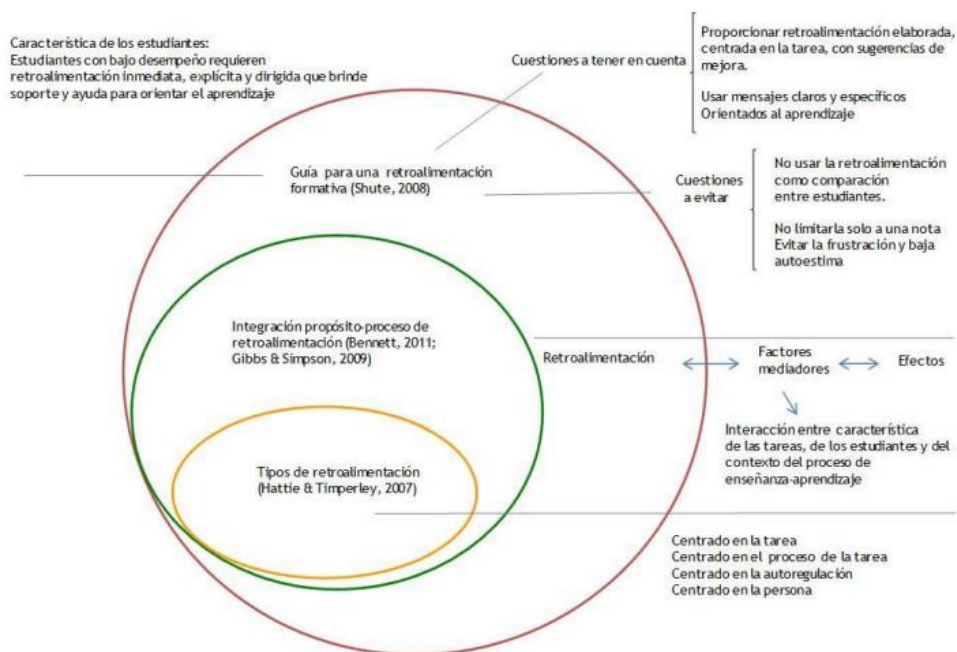 Característica de los estudiantes:
Estudiantes con bajo desempeño requieren
retroalimentación inmediata, explícita y dirigida que brinde
soporte y ayuda para orientar el aprendizaje
Cuestiones a tener en cuenta
Proporcionar retroalimentación elaborada,
centrada en la tarea, con sugerencias de
mejora.
Usar mensajes claros y específicos
Orientados al aprendizaje
Guía para una retroalimentación
formativa (Shute, 2008)
Cuestiones
a evitar
No usar la retroalimentación
como comparación
entre estudiantes.
No limitarla solo a una nota
Evitar la frustración y baja
autoestima
Integración propósito-proceso de
retroalimentación (Bennett, 2011;
Gibbs & Simpson, 2009)
Retroalimentación
Factores
mediadores
Efectos
Interacción entre característica
de las tareas, de los estudiantes y del
contexto del proceso de
enseñanza-aprendizaje
Tipos de retroalimentación
(Hattie & Timperley, 2007)
Centrado en la tarea
Centrado en el proceso de la tarea
Centrado en la autoregulación
Centrado en la persona